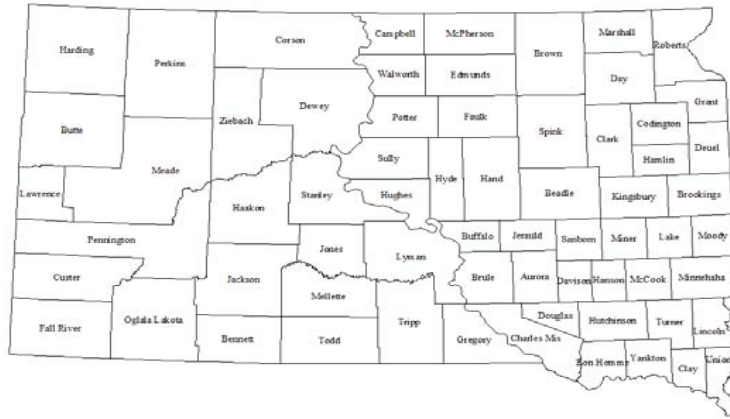 Harding
Perkins
Corson
Campbell
McPherson
Brown
Marshall
Roberts
Walworth
Edmunds
Day
Dewey
Ziebach
Butte
Potter
Faulk
Spink
Clark
Codington
Grant
Deuel
Hamlin
Meade
Sully
Hyde
Hand
Lawrence
Haakon
Stanley
Hughes
Beadle
Kingsbury
Brookings
Pennington
Jones
Lyman
Buffalo
Jerauld
Sanborn
Miner
Lake
Moody
Custer
Jackson
Brule
Aurora
Davison
Hanson
McCook
Minnehaha
Mellette
Fall River
Oglala Lakota
Bennett
Todd
Tripp
Gregory
Charles Mis
Douglas
Hutchinson
Turner
Lincoln
Bon Homme
Yankton
Clay
Union